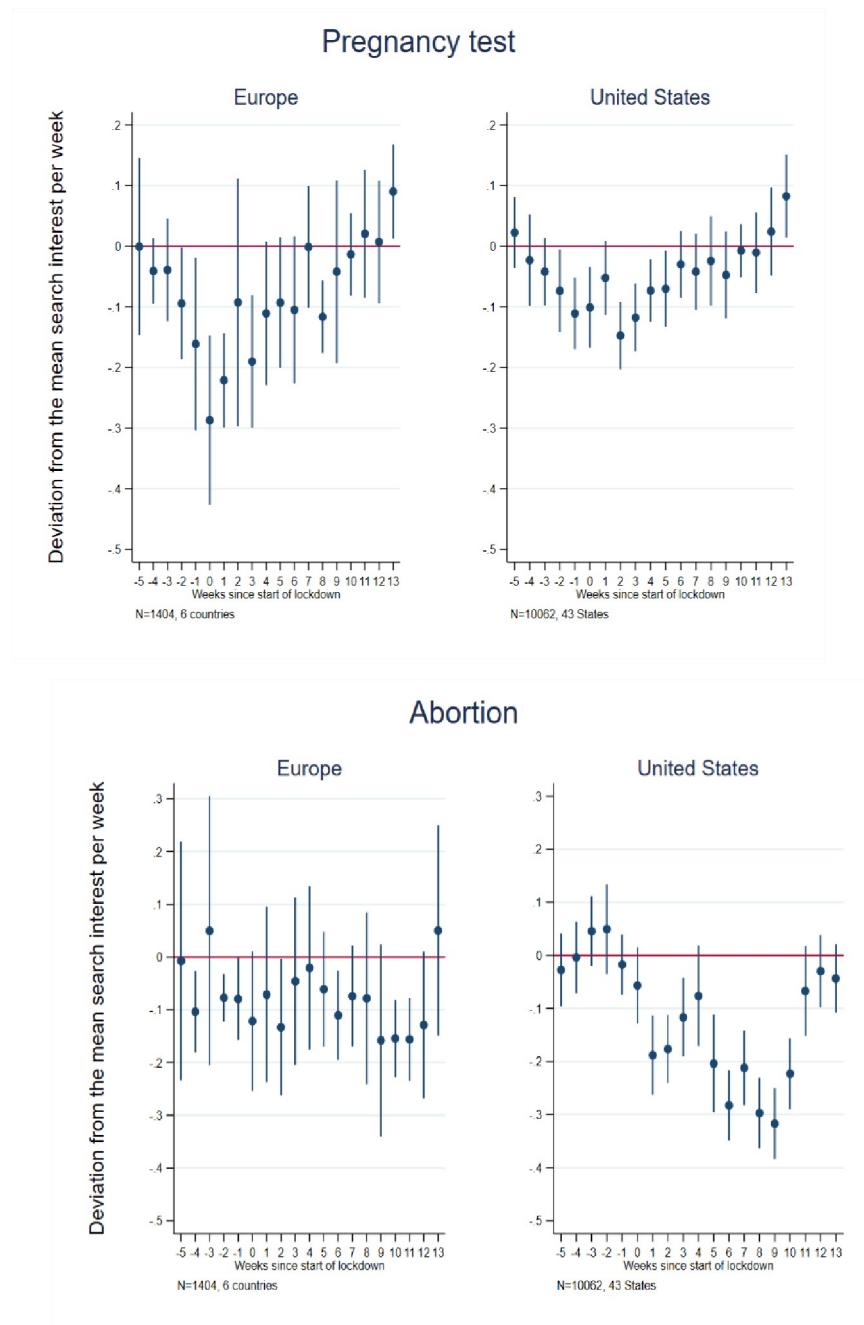 Pregnancy test
Europe
United States
Deviation from the mean search interest per week
.2
.1
0
-.1
-.2
-.3
-.4
-.5
-5 -4 -3 -2 -1 0 1 2 3 4 5 6 7 8 9 10 11 12 13
Weeks since start of lockdown
N=1404, 6 countries
.2
.1
0
-.1
-.2
-.3
-.4
-.5
-5 -4 -3 -2 -1 0 1 2 3 4 5 6 7 8 9 10 11 12 13
Weeks since start of lockdown
N=10062, 43 States
Abortion
Europe
United States
Deviation from the mean search interest per week
.3
.2
.1
0
-.1
-.2
-.3
-.4
-.5
-5 -4 -3 -2 -1 0 1 2 3 4 5 6 7 8 9 10 11 12 13
Weeks since start of lockdown
N=1404, 6 countries
.3
.2
.1
0
-.1
-.2
-.3
-.4
-.5
-5 -4 -3 -2 -1 0 1 2 3 4 5 6 7 8 9 10 11 12 13
Weeks since start of lockdown
N=10062, 43 States